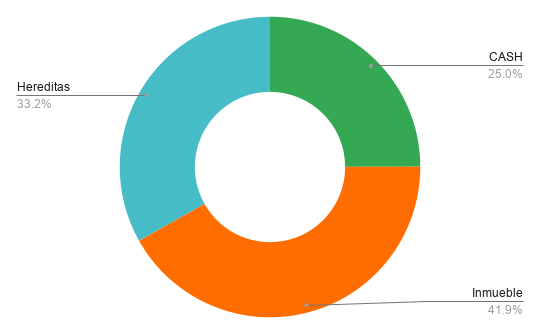 CASH
25.0%
Hereditas
33.2%
Inmueble
41.9%